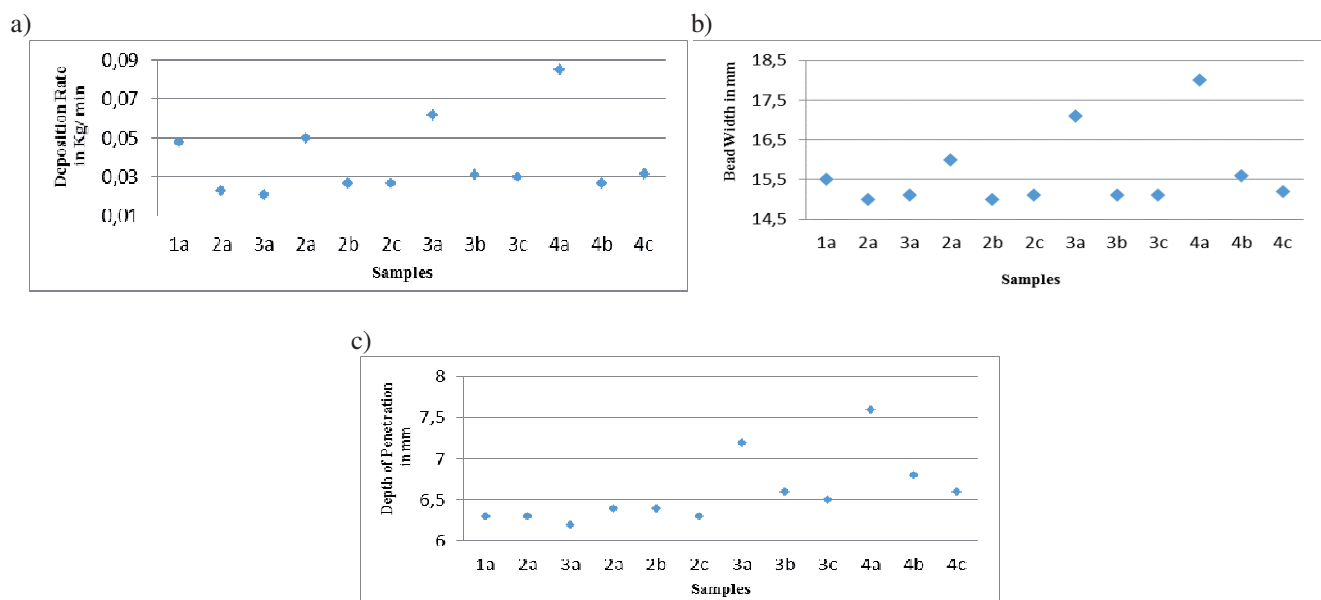 a)
Deposition Rate
in Kg/ min
0,09
0,07
0,05
0,03
0,01
1a 2a 3a 2a 2b 2c 3a 3b 3c 4a 4b 4c
Samples
b)
Bead Width in mm
18,5
17,5
16,5
15,5
14,5
1a 2a 3a 2a 2b 2c 3a 3b 3c 4a 4b 4c
Samples
c)
Depth of Penetration
in mm
8
7,5
7
6,5
6
1a 2a 3a 2a 2b 2c 3a 3b 3c 4a 4b 4c
Samples